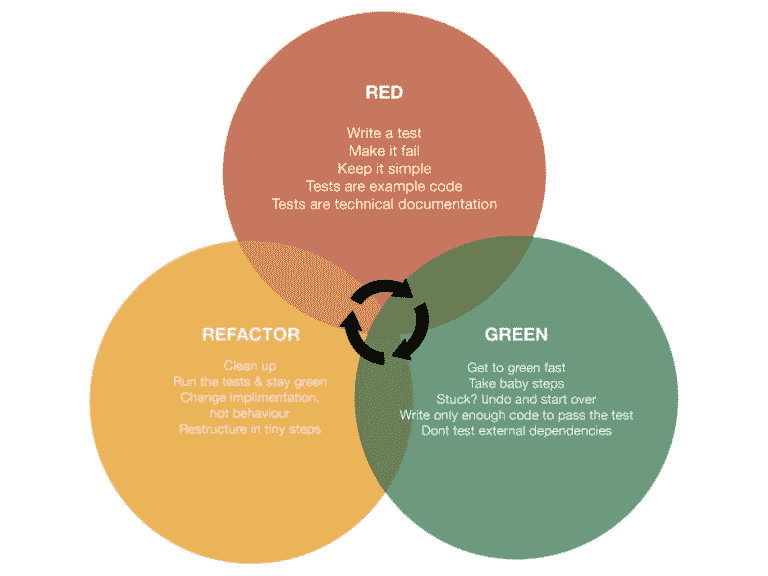 RED
Write a test
Make it fail
Keep it simple
Tests are example code
Tests are technical documentation
REFACTOR
Clean up
Run the tests & stay green
Change implimentation,
not behaviour
Restructure in tiny steps
GREEN
Get to green fast
Take baby steps
Stuck? undo and start over
Write only enough code to pass the test
Dont test external dependencies